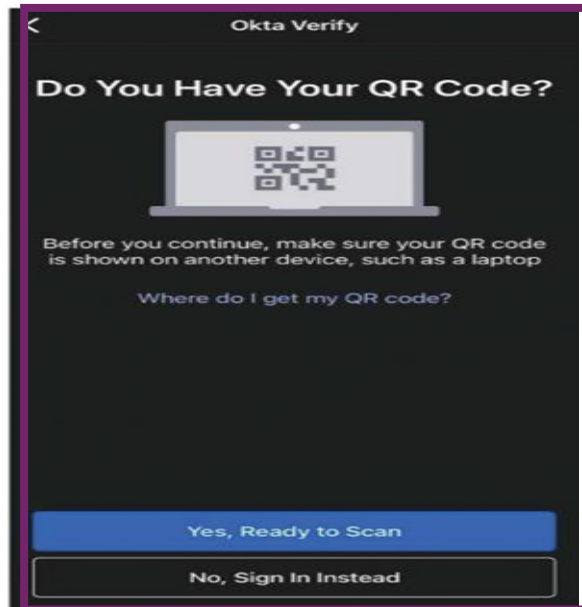 Okta Verify
Do You Have Your QR Code?
Before you continue, make sure your QR code
is shown on another device, such as a laptop
Where do I get my QR code?
Yes, Ready to Scan
No, Sign In Instead